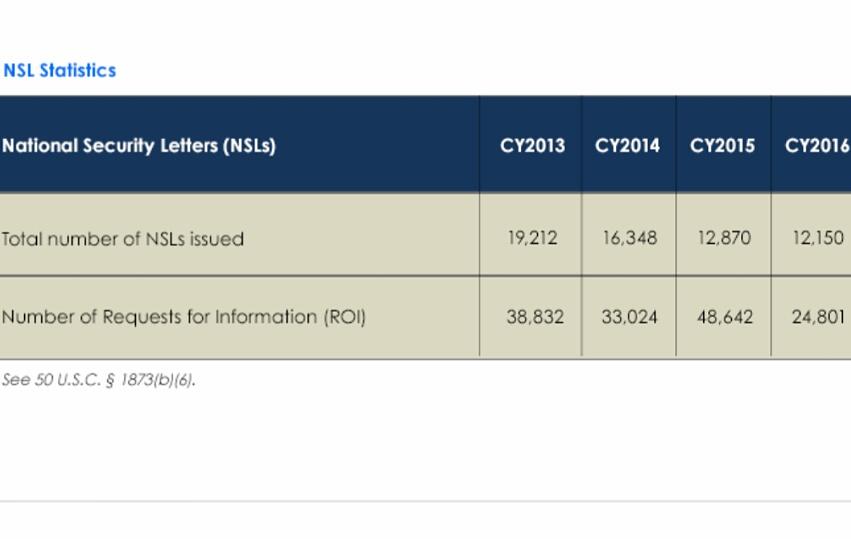 NSL Statistics
National Security Letters (NSLs) CY2013 CY2014 CY2015 CY2016
Total number of NSLs issued 19,212 16,348 12,870 12,150
Number of Requests for Information (ROI) 38,832 33,024 48,642 24,801
See 50 U.S.C. § 1873(b)(6).